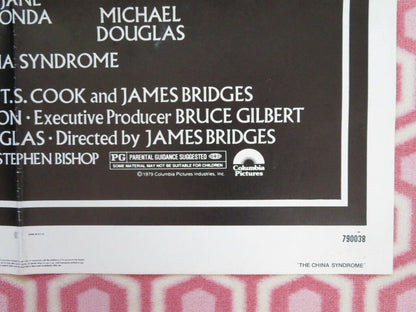 JANE
ONDA
MICHAEL
DOUGLAS
NA SYNDROME
T.S. COOK and JAMES BRIDGES
ON · Executive Producer BRUCE GILBERT
GLAS · Directed by JAMES BRIDGES
STEPHEN BISHOP
PG PARENTAL GUIDANCE SUGGESTED
SOME MATERIAL MAY NOT BE SUITABLE FOR CHILDREN
©1979 Columbia Pictures Industries, Inc.
Columbia
Pictures
790038
"THE CHINA SYNDROME"